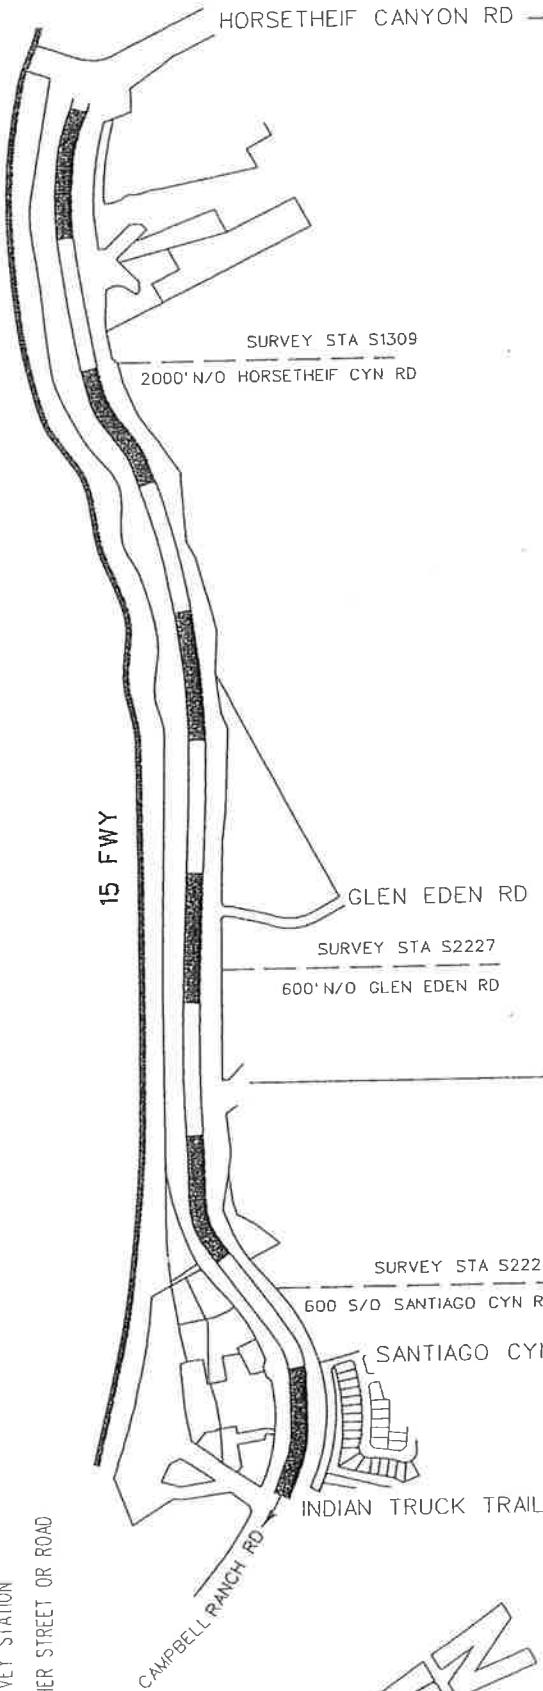 HORSETHEIF CANYON RD
SURVEY STA S1309
2000' N/O HORSETHEIF CYN RD
15 FWY
GLEN EDEN RD
SURVEY STA S2227
600' N/O GLEN EDEN RD
SURVEY STA S222
600 S/O SANTIAGO CYN R
SANTIAGO CYN
INDIAN TRUCK TRAIL
CAMPBELL RANCH RD
VEY STATION
HER STREET OR ROAD
N